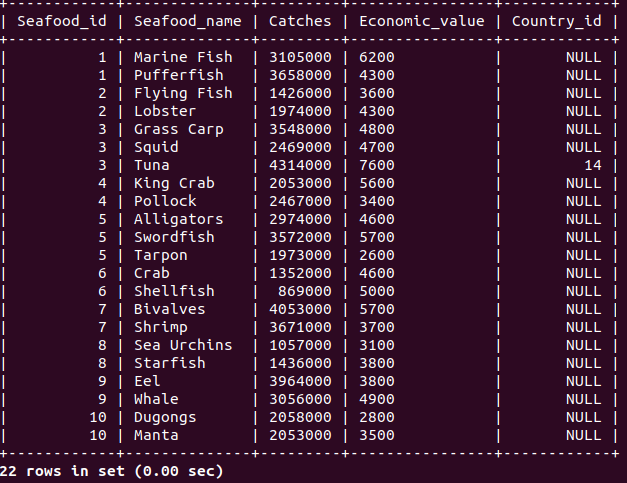 +------------+---------------+---------+----------------+------------+
| Seafood_id | Seafood_name  | Catches | Economic_value | Country_id |
+------------+---------------+---------+----------------+------------+
|          1 | Marine Fish   | 3105000 | 6200           |       NULL |
|          1 | Pufferfish    | 3658000 | 4300           |       NULL |
|          2 | Flying Fish   | 1426000 | 3600           |       NULL |
|          2 | Lobster       | 1974000 | 4300           |       NULL |
|          3 | Grass Carp    | 3548000 | 4800           |       NULL |
|          3 | Squid         | 2469000 | 4700           |       NULL |
|          3 | Tuna          | 4314000 | 7600           |         14 |
|          4 | King Crab     | 2053000 | 5600           |       NULL |
|          4 | Pollock       | 2467000 | 3400           |       NULL |
|          5 | Alligators    | 2974000 | 4600           |       NULL |
|          5 | Swordfish     | 3572000 | 5700           |       NULL |
|          5 | Tarpon        | 1973000 | 2600           |       NULL |
|          6 | Crab          | 1352000 | 4600           |       NULL |
|          6 | Shellfish     |  869000 | 5000           |       NULL |
|          7 | Bivalves      | 4053000 | 5700           |       NULL |
|          7 | Shrimp        | 3671000 | 3700           |       NULL |
|          8 | Sea Urchins   | 1057000 | 3100           |       NULL |
|          8 | Starfish      | 1436000 | 3800           |       NULL |
|          9 | Eel           | 3964000 | 3800           |       NULL |
|          9 | Whale         | 3056000 | 4900           |       NULL |
|         10 | Dugongs       | 2058000 | 2800           |       NULL |
|         10 | Manta         | 2053000 | 3500           |       NULL |
+------------+---------------+---------+----------------+------------+
22 rows in set (0.00 sec)